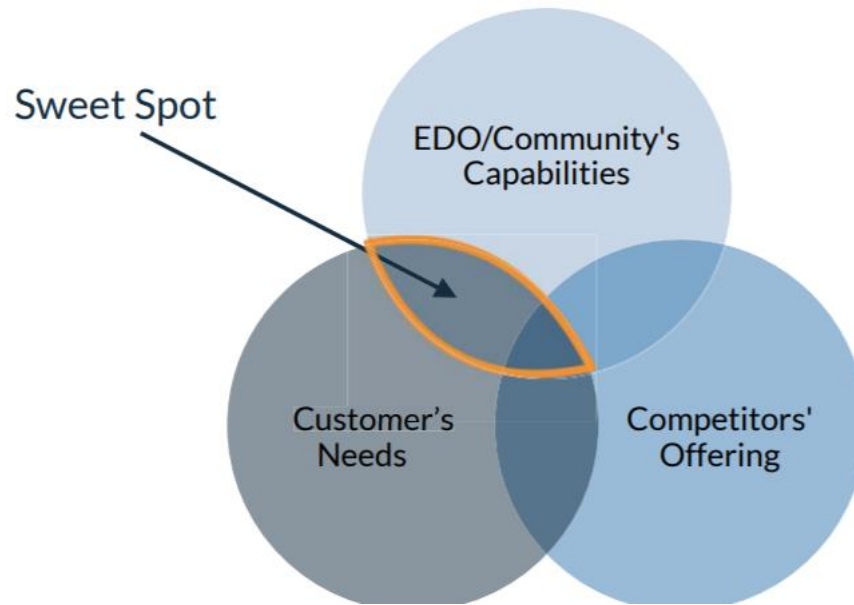 Sweet Spot
EDO/Community's
Capabilities
Customer’s
Needs
Competitors'
Offering